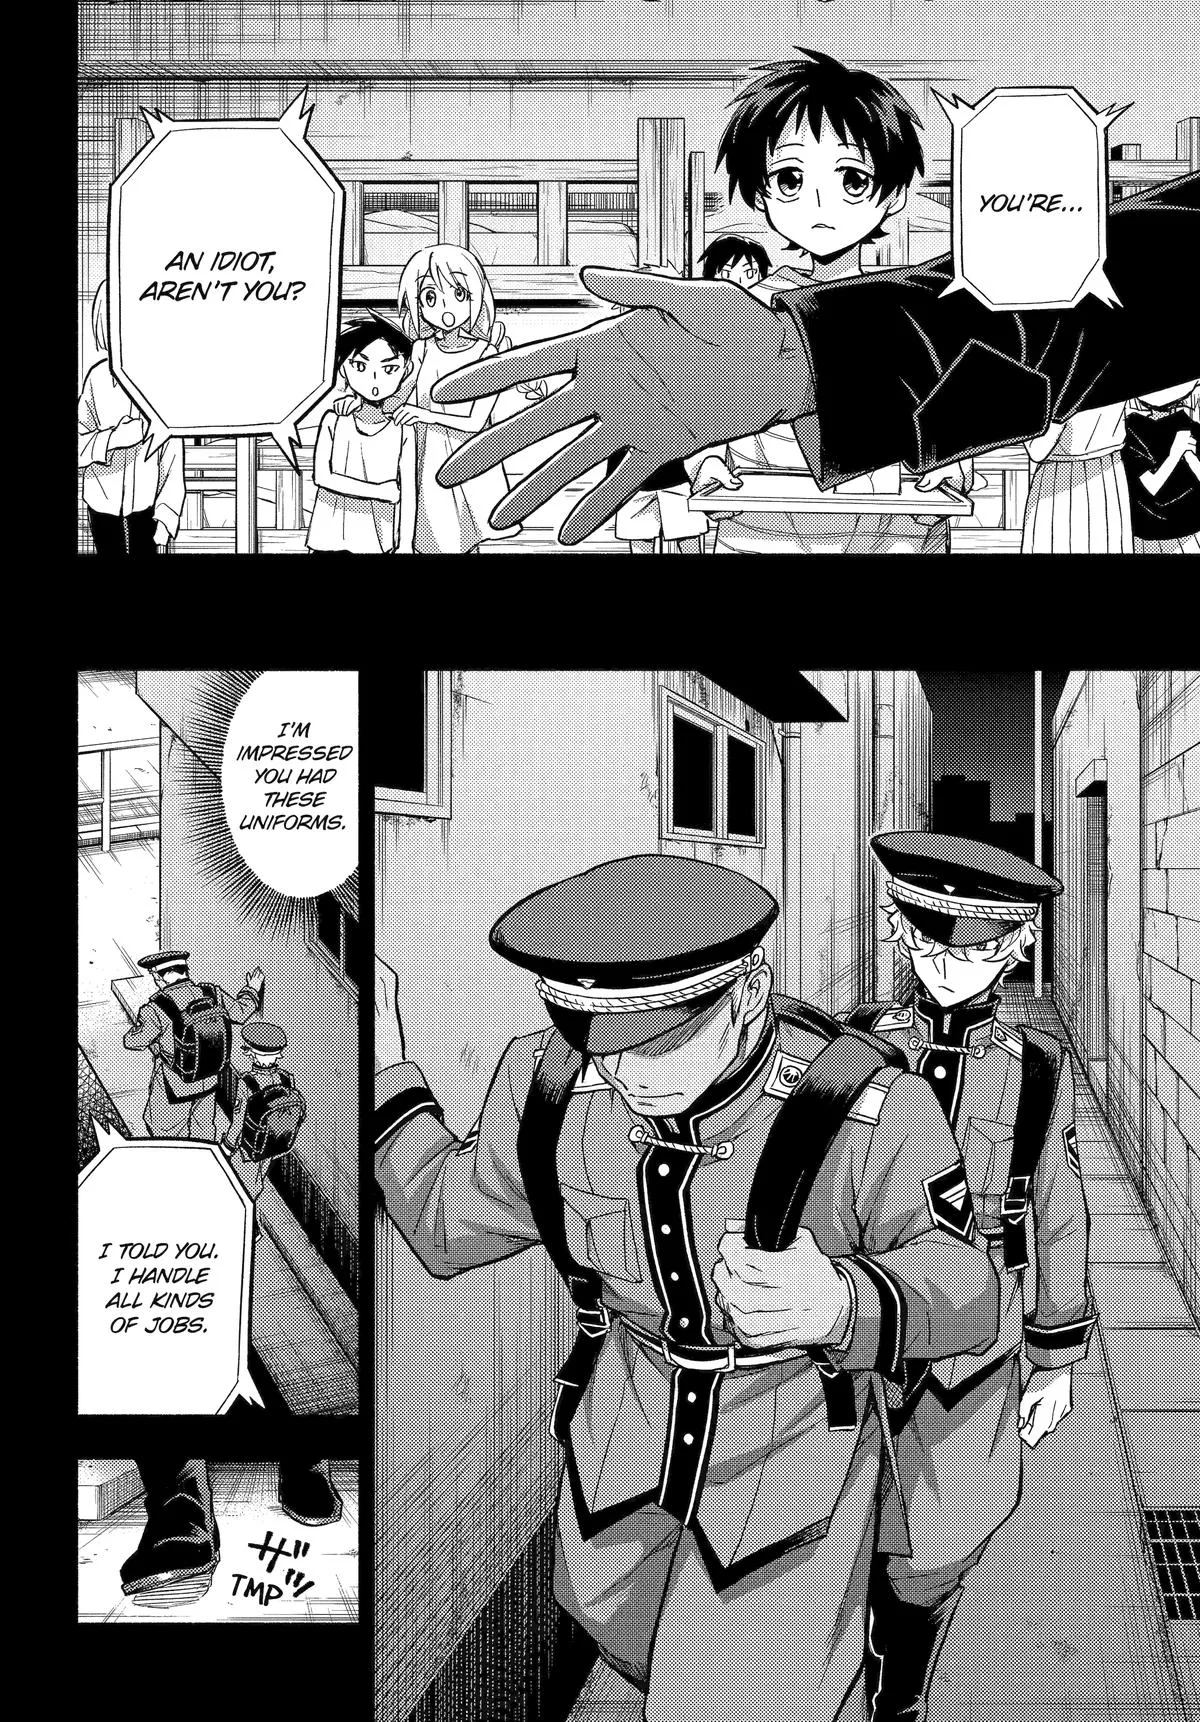 YOU'RE...
AN IDIOT,
AREN'T YOU?
I'M
IMPRESSED
YOU HAD
THESE
UNIFORMS.
I TOLD YOU.
I HANDLE
ALL KINDS
OF JOBS.
ザッ
TMP